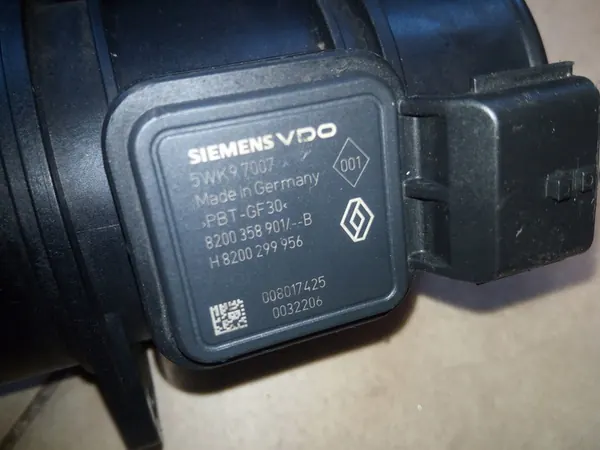 SIEMENS VDO
5WK9 7007
001
Made in Germany
>PBT-GF30<
8200 358 901/--B
H 8200 299 956
008017425
0032206